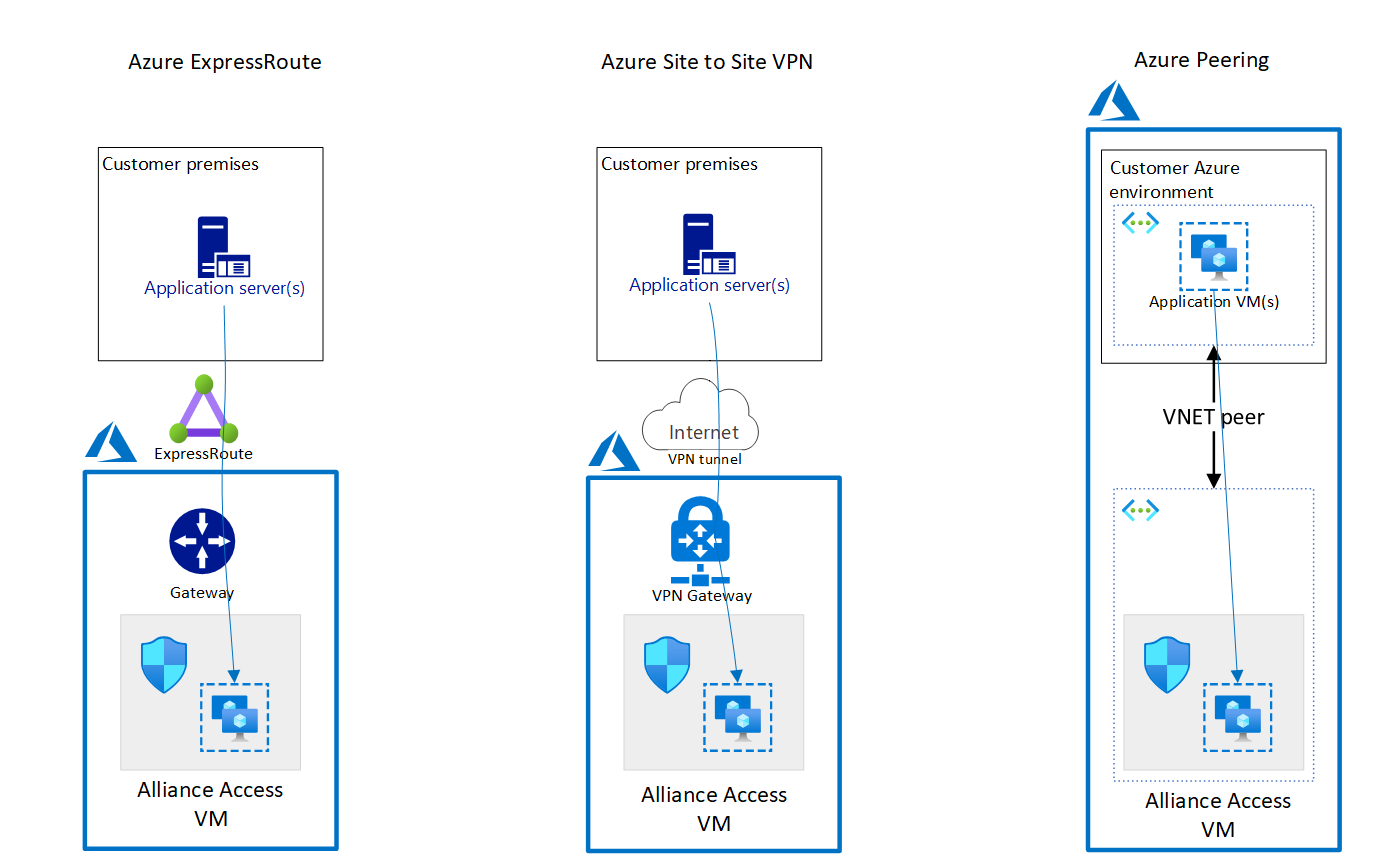 Azure ExpressRoute
Customer premises
Application server(s)
ExpressRoute
Gateway
Alliance Access
VM
Azure Site to Site VPN
Customer premises
Application server(s)
Internet
VPN tunnel
VPN Gateway
Alliance Access
VM
Azure Peering
Customer Azure
environment
Application VM(s)
VNET peer
Alliance Access
VM